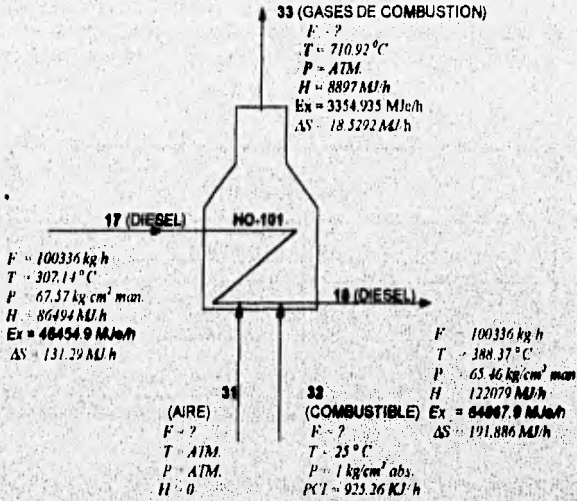 33 (GASES DE COMBUSTION)
F = ?
T = 710.92 °C
P = ATM.
H = 8897 MJ/h
Ex = 3354.935 MJe/h
ΔS = 18.5292 MJ/h
17 (DIESEL)
HO-101
F = 100336 kg/h
T = 307.14 °C
P = 67.57 kg/cm² man.
H = 86494 MJ/h
Ex = 46454.9 MJe/h
ΔS = 131.29 MJ/h
18 (DIESEL)
F = 100336 kg/h
T = 388.37 °C
P = 65.46 kg/cm² man
H = 122079 MJ/h
Ex = 64867.9 MJe/h
ΔS = 191.886 MJ/h
31
(AIRE)
F = ?
T = ATM.
P = ATM.
H = 0
32
(COMBUSTIBLE)
F = ?
T = 25 °C
P = 1 kg/cm² abs.
PCI = 925.26 KJ/h